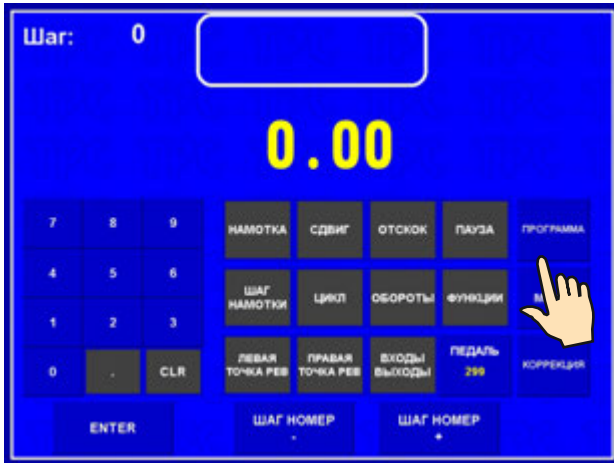 Шаг: 0
0.00
7 8 9 НАМОТКА СДВИГ ОТСКОК ПАУЗА ПРОГРАММА
4 5 6 ШАГ НАМОТКИ ЦИКЛ ОБОРОТЫ ФУНКЦИИ
1 2 3
0 . CLR ЛЕВАЯ ТОЧКА РЕВ ПРАВАЯ ТОЧКА РЕВ ВХОДЫ ВЫХОДЫ ПЕДАЛЬ 299 КОРРЕКЦИЯ
ENTER ШАГ НОМЕР - ШАГ НОМЕР +